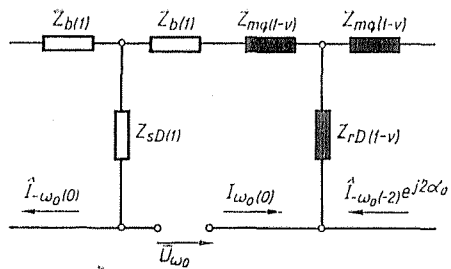 Z_b(1)
Z_b(1)
Z_mq(1-v)
Z_mq(1-v)
Z_sD(1)
Z_rD(1-v)
Î_-ω₀(0)
I_ω₀(0)
Î_-ω₀(-2) e^j2α₀
U_ω₀